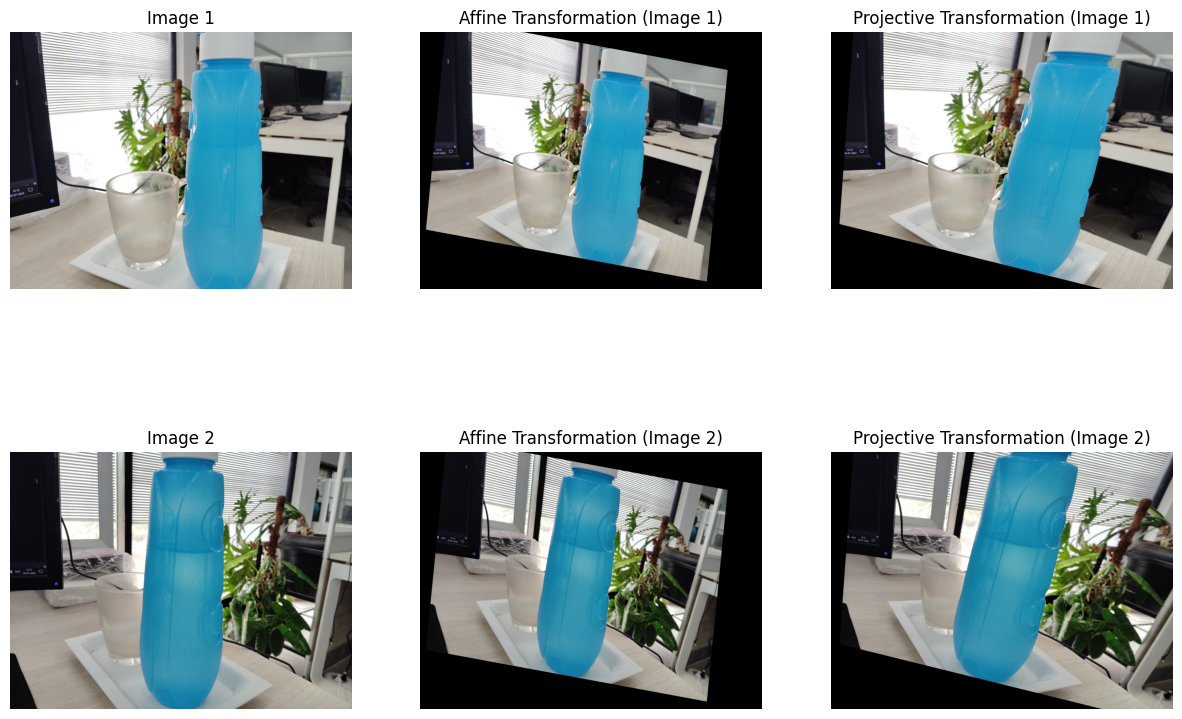 Image 1
Affine Transformation (Image 1)
Projective Transformation (Image 1)
Image 2
Affine Transformation (Image 2)
Projective Transformation (Image 2)